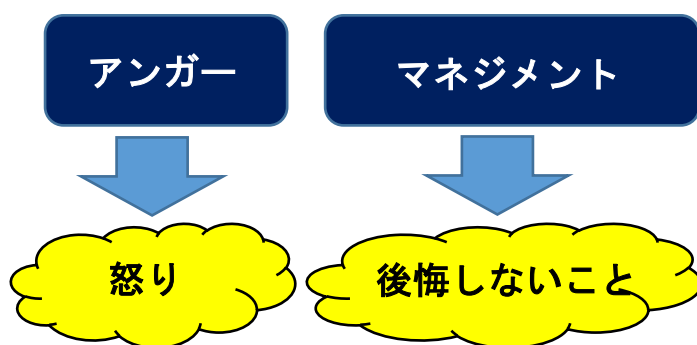 アンガー
マネジメント
怒り
後悔しないこと